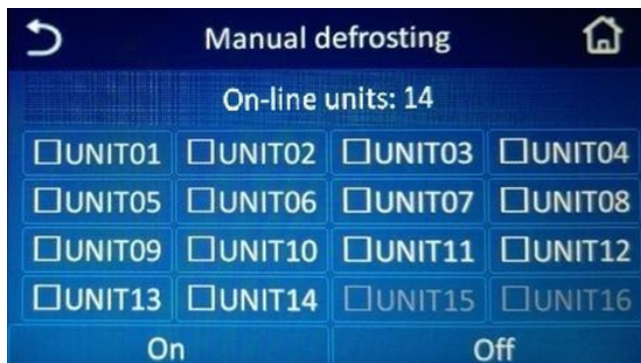 Manual defrosting
On-line units: 14
☐UNIT01 ☐UNIT02 ☐UNIT03 ☐UNIT04
☐UNIT05 ☐UNIT06 ☐UNIT07 ☐UNIT08
☐UNIT09 ☐UNIT10 ☐UNIT11 ☐UNIT12
☐UNIT13 ☐UNIT14 ☐UNIT15 ☐UNIT16
On Off